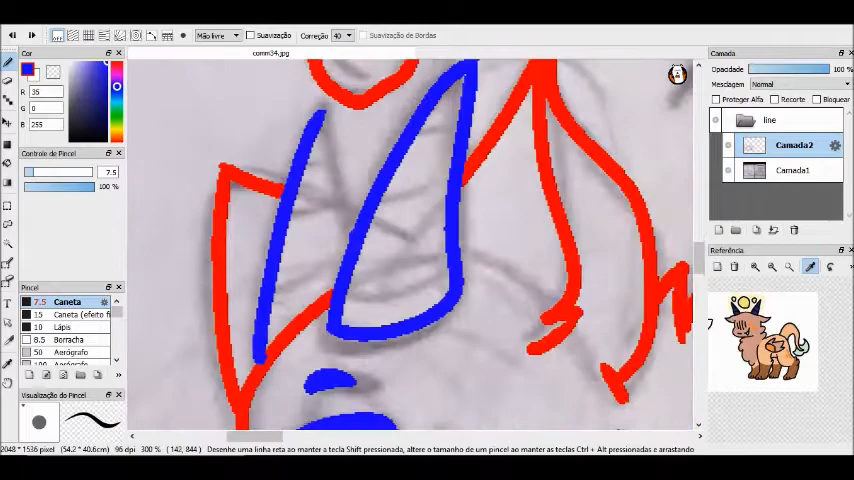 OFF
Mão livre
Suavização
Correção
40
Suavização de Bordas
comm34.jpg
Cor
R
35
G
0
B
255
Controle de Pincel
7.5
100 %
Pincel
7.5
Caneta
15
Caneta (efeito fi
10
Lápis
8.5
Borracha
50
Aerógrafo
100
Aerógrafo
Visualização do Pincel
Camada
Opacidade
100 %
Mesclagem
Normal
Proteger Alfa
Recorte
Bloquear
line
Camada2
Camada1
Referência
2048 * 1536 pixel
(54.2 * 40.6cm)
96 dpi
300 %
(142, 844)
Desenhe uma linha reta ao manter a tecla Shift pressionada, altere o tamanho de um pincel ao manter as teclas Ctrl + Alt pressionadas e arrastando